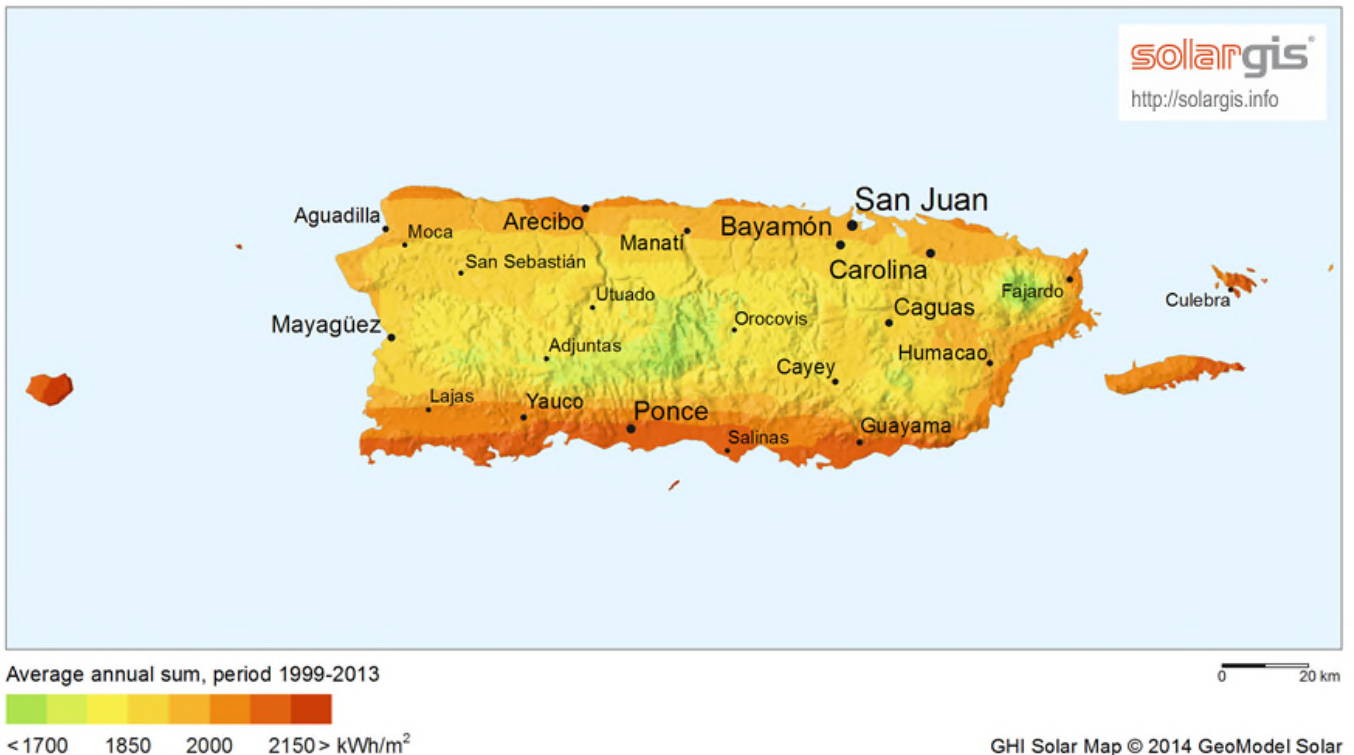 solargis
http://solargis.info
San Juan
Aguadilla
Arecibo
Bayamón
Moca
Manatí
San Sebastián
Carolina
Utuado
Fajardo
Culebra
Caguas
Orocovis
Mayagüez
Adjuntas
Humacao
Cayey
Lajas
Yauco
Ponce
Guayama
Salinas
Average annual sum, period 1999-2013
0 20 km
<1700 1850 2000 2150> kWh/m²
GHI Solar Map © 2014 GeoModel Solar